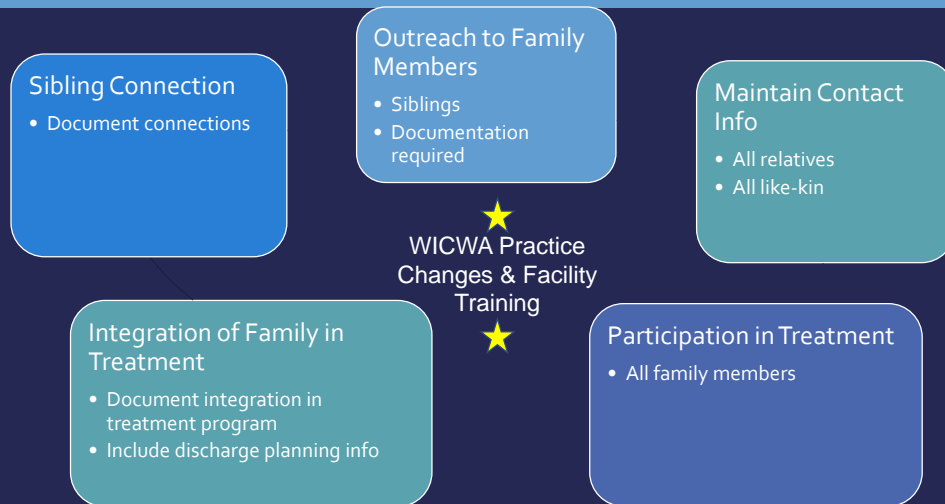 Outreach to Family
Members
• Siblings
• Documentation
required
Sibling Connection
• Document connections
Maintain Contact
Info
• All relatives
• All like-kin
WICWA Practice
Changes & Facility
Training
Integration of Family in
Treatment
• Document integration in
treatment program
• Include discharge planning info
Participation in Treatment
• All family members